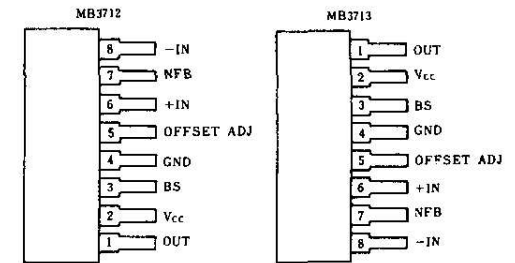 MB3712
8 -IN
7 NFB
6 +IN
5 OFFSET ADJ
4 GND
3 BS
2 Vcc
1 OUT
MB3713
1 OUT
2 Vcc
3 BS
4 GND
5 OFFSET ADJ
6 +IN
7 NFB
8 -IN